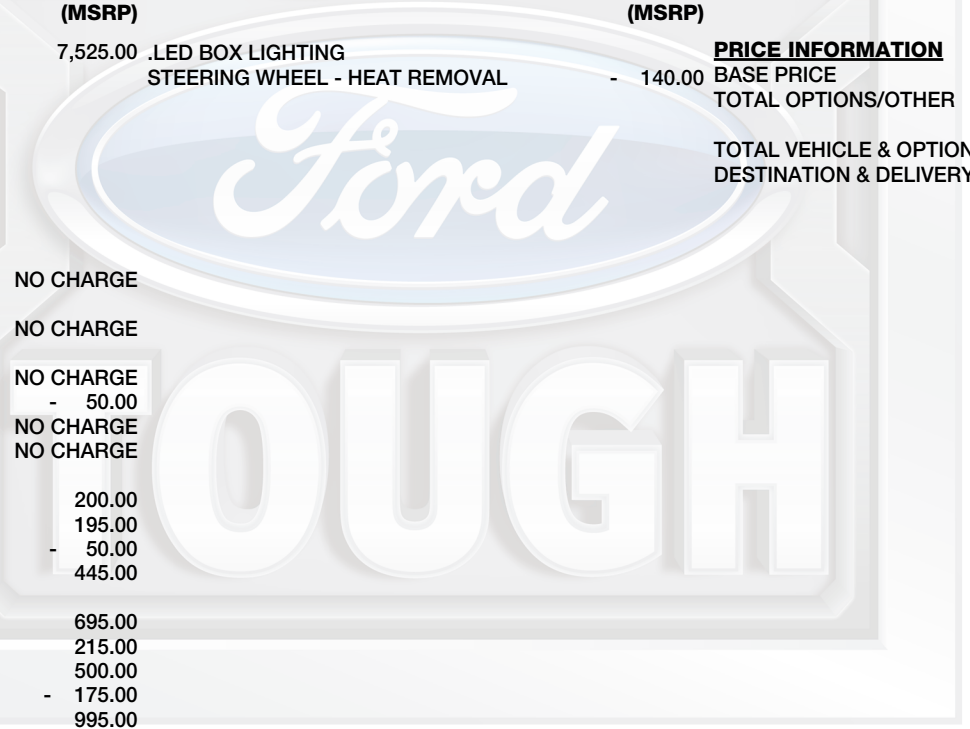 (MSRP) (MSRP)
7,525.00 .LED BOX LIGHTING PRICE INFORMATION
STEERING WHEEL - HEAT REMOVAL - 140.00 BASE PRICE
TOTAL OPTIONS/OTHER
TOTAL VEHICLE & OPTION
DESTINATION & DELIVERY
Ford
NO CHARGE
NO CHARGE
NO CHARGE
- 50.00
NO CHARGE
NO CHARGE
TOUGH
200.00
195.00
- 50.00
445.00
695.00
215.00
500.00
- 175.00
995.00